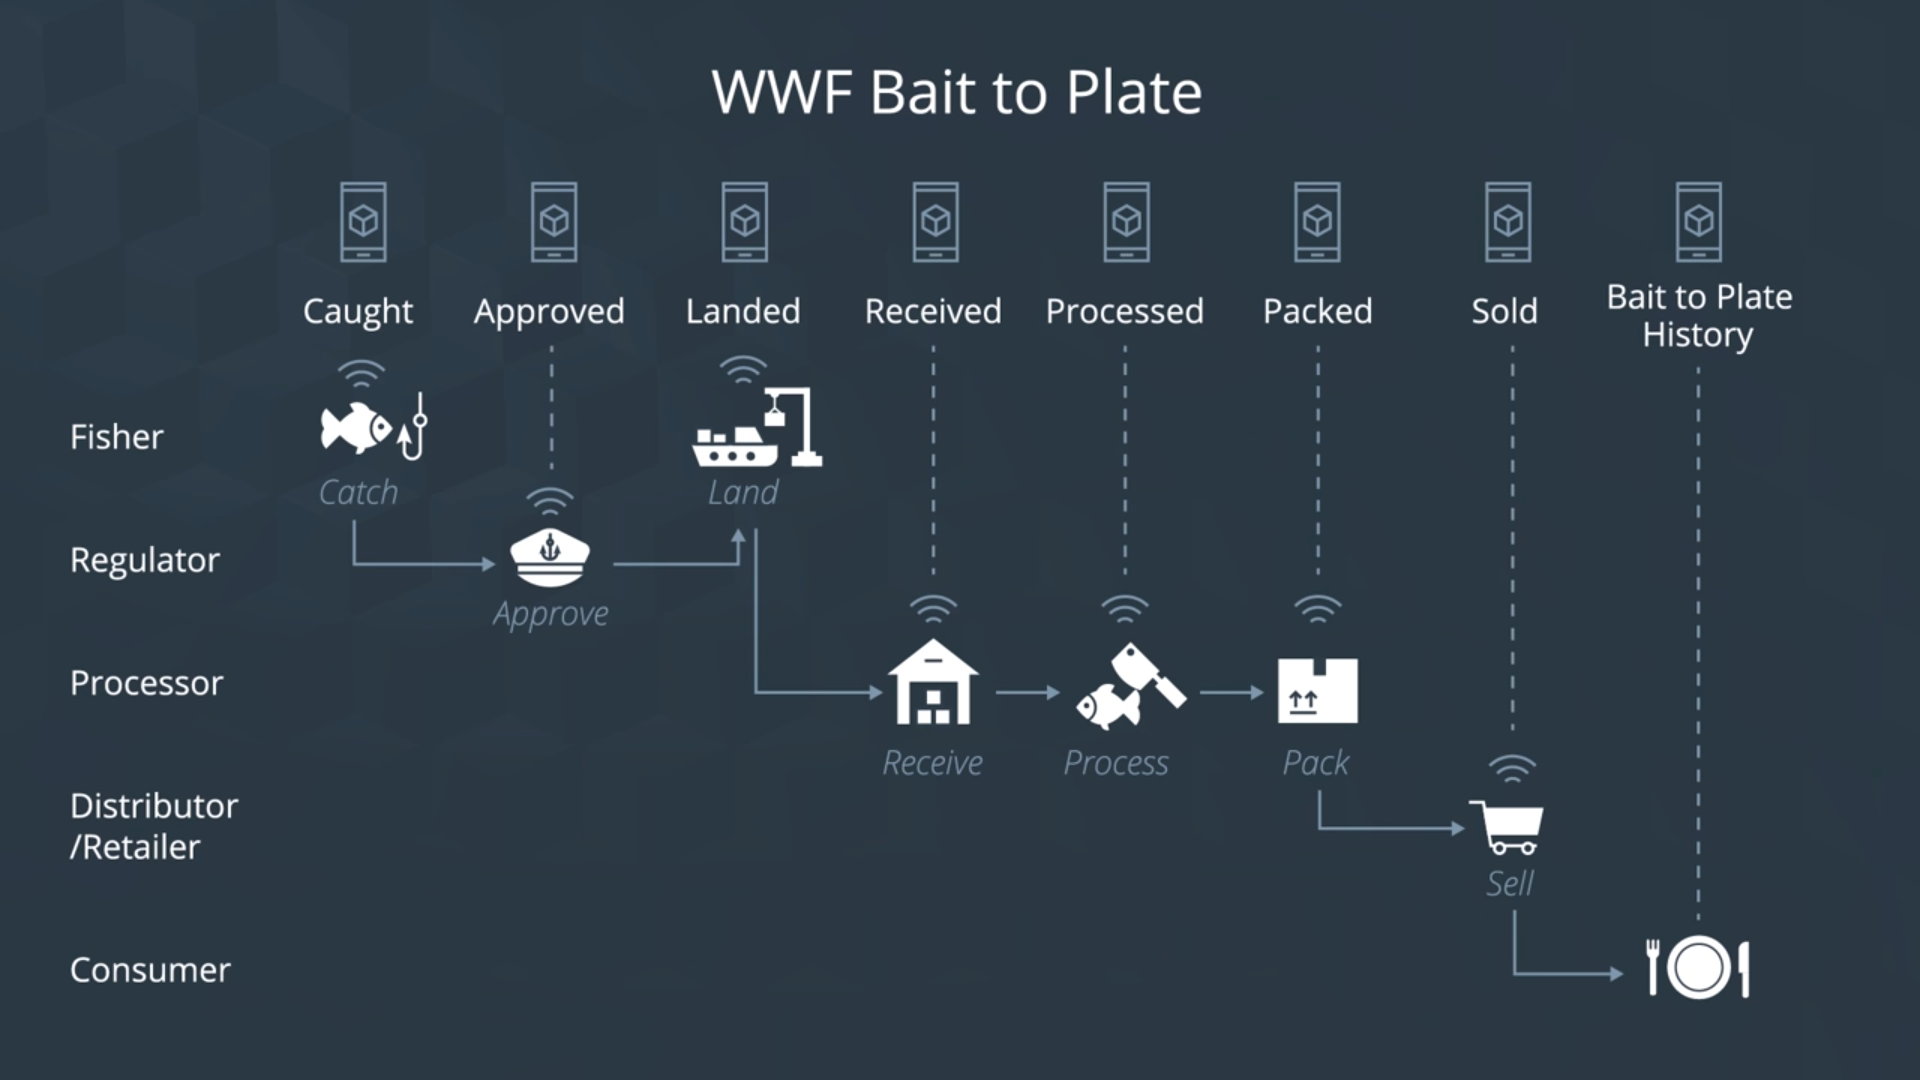 WWF Bait to Plate
Caught
Approved
Landed
Received
Processed
Packed
Sold
Bait to Plate
History
Fisher
Catch
Land
Regulator
Approve
Processor
Receive
Process
Pack
Distributor
/Retailer
Sell
Consumer